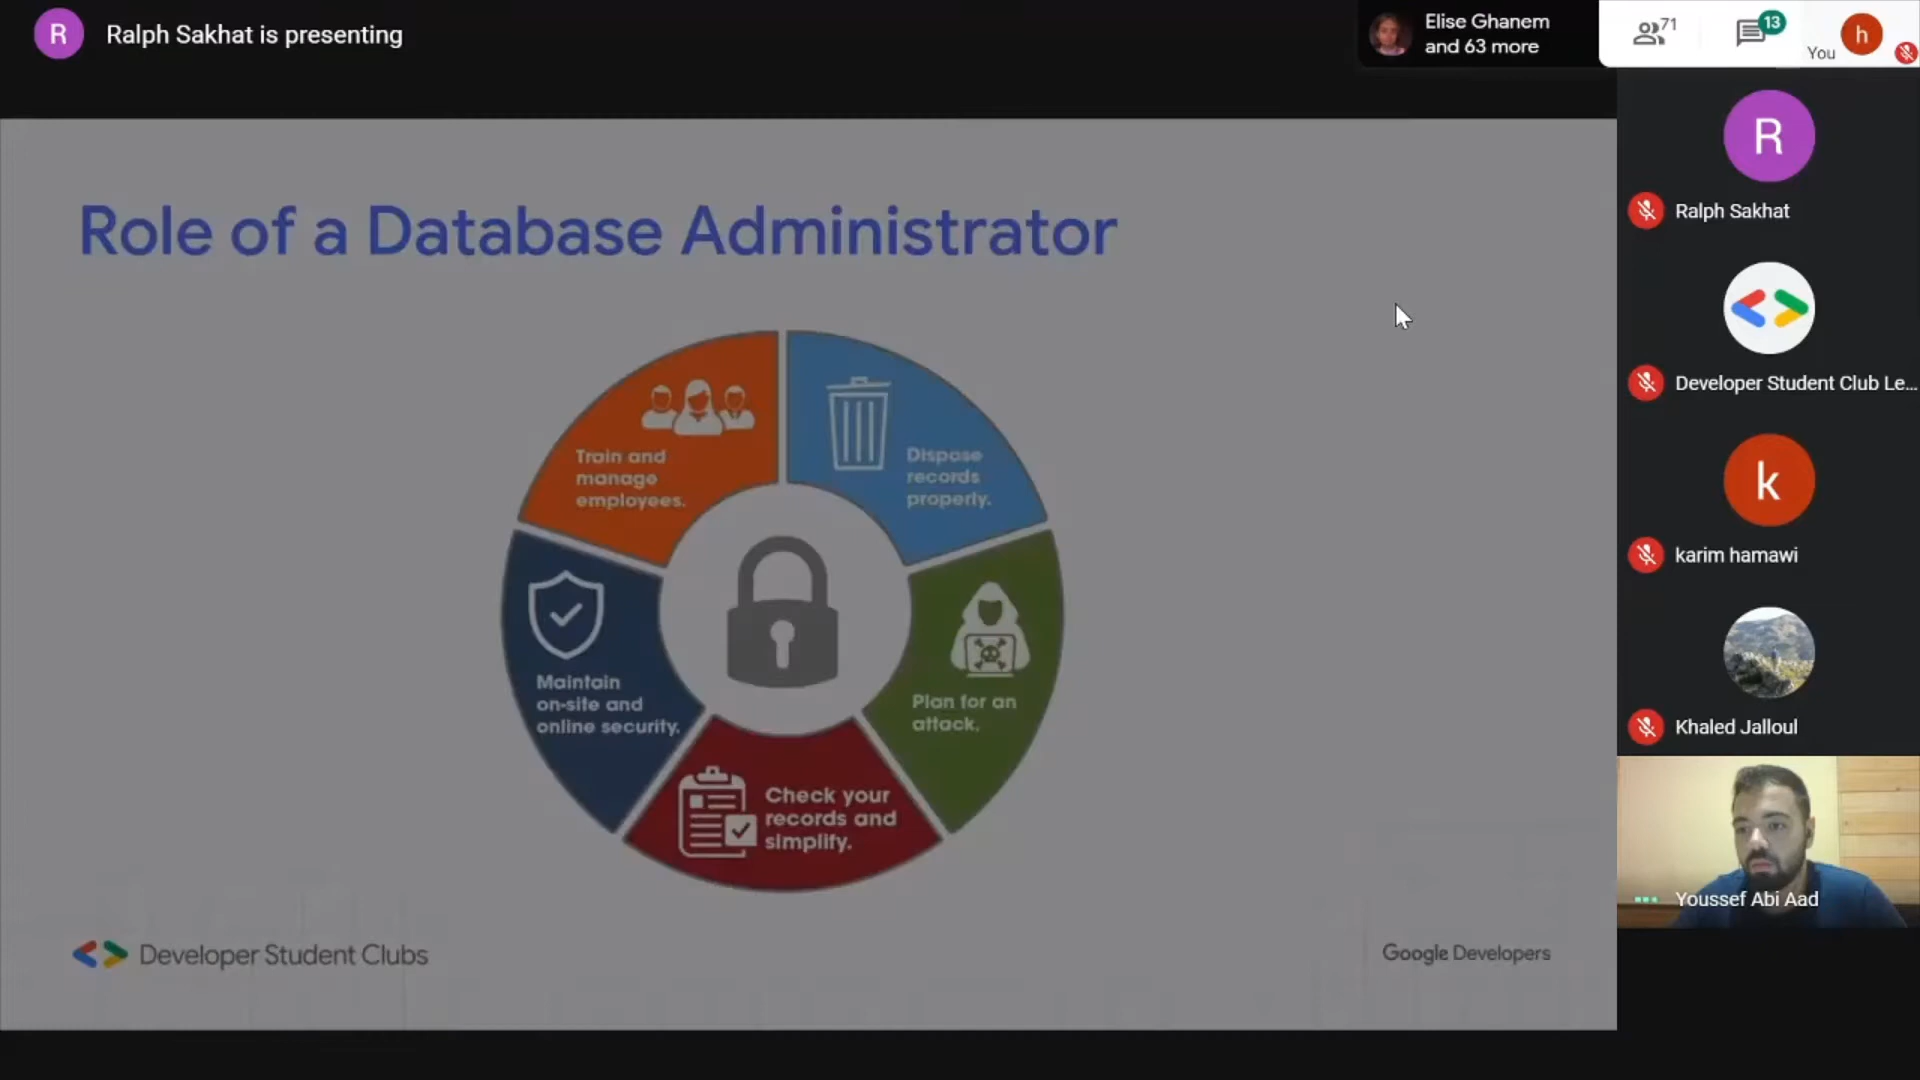 R
Ralph Sakhat is presenting
Elise Ghanem
and 63 more
71
13
You
h
Role of a Database Administrator
Train and
manage
employees.
Dispose
records
properly.
Maintain
on-site and
online security.
Plan for an
attack.
Check your
records and
simplify.
Developer Student Clubs
Google Developers
R
Ralph Sakhat
Developer Student Club Le...
k
karim hamawi
Khaled Jalloul
Youssef Abi Aad